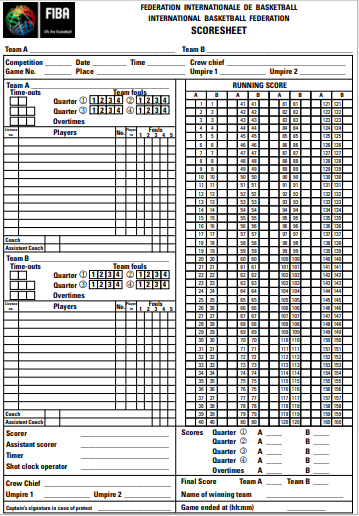 FIBA
We Are Basketball
FEDERATION INTERNATIONALE DE BASKETBALL
INTERNATIONAL BASKETBALL FEDERATION
SCORESHEET
Team A Team B
Competition Date Time Crew chief
Game No. Place Umpire 1 Umpire 2
Team A
Time-outs Team fouls
Quarter ① 1 2 3 4 ② 1 2 3 4
Quarter ③ 1 2 3 4 ④ 1 2 3 4
Overtimes
Licence no. Players No. Player in Fouls
1 2 3 4 5
Coach
Assistant Coach
Team B
Time-outs Team fouls
Quarter ① 1 2 3 4 ② 1 2 3 4
Quarter ③ 1 2 3 4 ④ 1 2 3 4
Overtimes
Licence no. Players No. Player in Fouls
1 2 3 4 5
Coach
Assistant Coach
Scorer
Assistant scorer
Timer
Shot clock operator
Crew Chief
Umpire 1 Umpire 2
Captain's signature in case of protest
RUNNING SCORE
A B A B A B A B
1 1 41 41 81 81 121 121
2 2 42 42 82 82 122 122
3 3 43 43 83 83 123 123
4 4 44 44 84 84 124 124
5 5 45 45 85 85 125 125
6 6 46 46 86 86 126 126
7 7 47 47 87 87 127 127
8 8 48 48 88 88 128 128
9 9 49 49 89 89 129 129
10 10 50 50 90 90 130 130
11 11 51 51 91 91 131 131
12 12 52 52 92 92 132 132
13 13 53 53 93 93 133 133
14 14 54 54 94 94 134 134
15 15 55 55 95 95 135 135
16 16 56 56 96 96 136 136
17 17 57 57 97 97 137 137
18 18 58 58 98 98 138 138
19 19 59 59 99 99 139 139
20 20 60 60 100 100 140 140
21 21 61 61 101 101 141 141
22 22 62 62 102 102 142 142
23 23 63 63 103 103 143 143
24 24 64 64 104 104 144 144
25 25 65 65 105 105 145 145
26 26 66 66 106 106 146 146
27 27 67 67 107 107 147 147
28 28 68 68 108 108 148 148
29 29 69 69 109 109 149 149
30 30 70 70 110 110 150 150
31 31 71 71 111 111 151 151
32 32 72 72 112 112 152 152
33 33 73 73 113 113 153 153
34 34 74 74 114 114 154 154
35 35 75 75 115 115 155 155
36 36 76 76 116 116 156 156
37 37 77 77 117 117 157 157
38 38 78 78 118 118 158 158
39 39 79 79 119 119 159 159
40 40 80 80 120 120 160 160
Scores Quarter ① A B
Quarter ② A B
Quarter ③ A B
Quarter ④ A B
Overtimes A B
Final Score Team A Team B
Name of winning team
Game ended at (hh:mm)